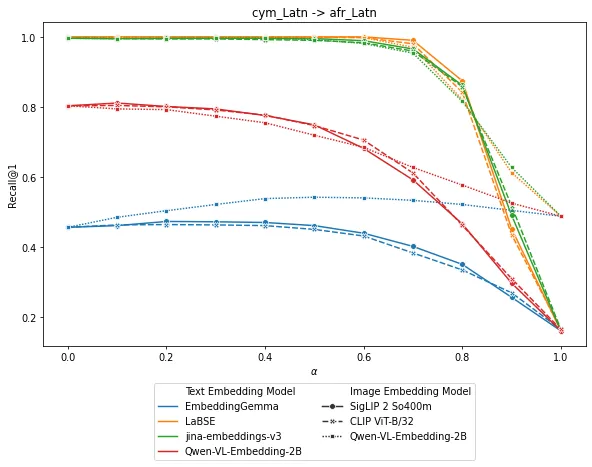 cym_Latn -> afr_Latn
Recall@1
1.0
0.8
0.6
0.4
0.2
0.0 0.2 0.4 0.6 0.8 1.0
α
Text Embedding Model
EmbeddingGemma
LaBSE
jina-embeddings-v3
Qwen-VL-Embedding-2B
Image Embedding Model
SigLIP 2 So400m
CLIP ViT-B/32
Qwen-VL-Embedding-2B